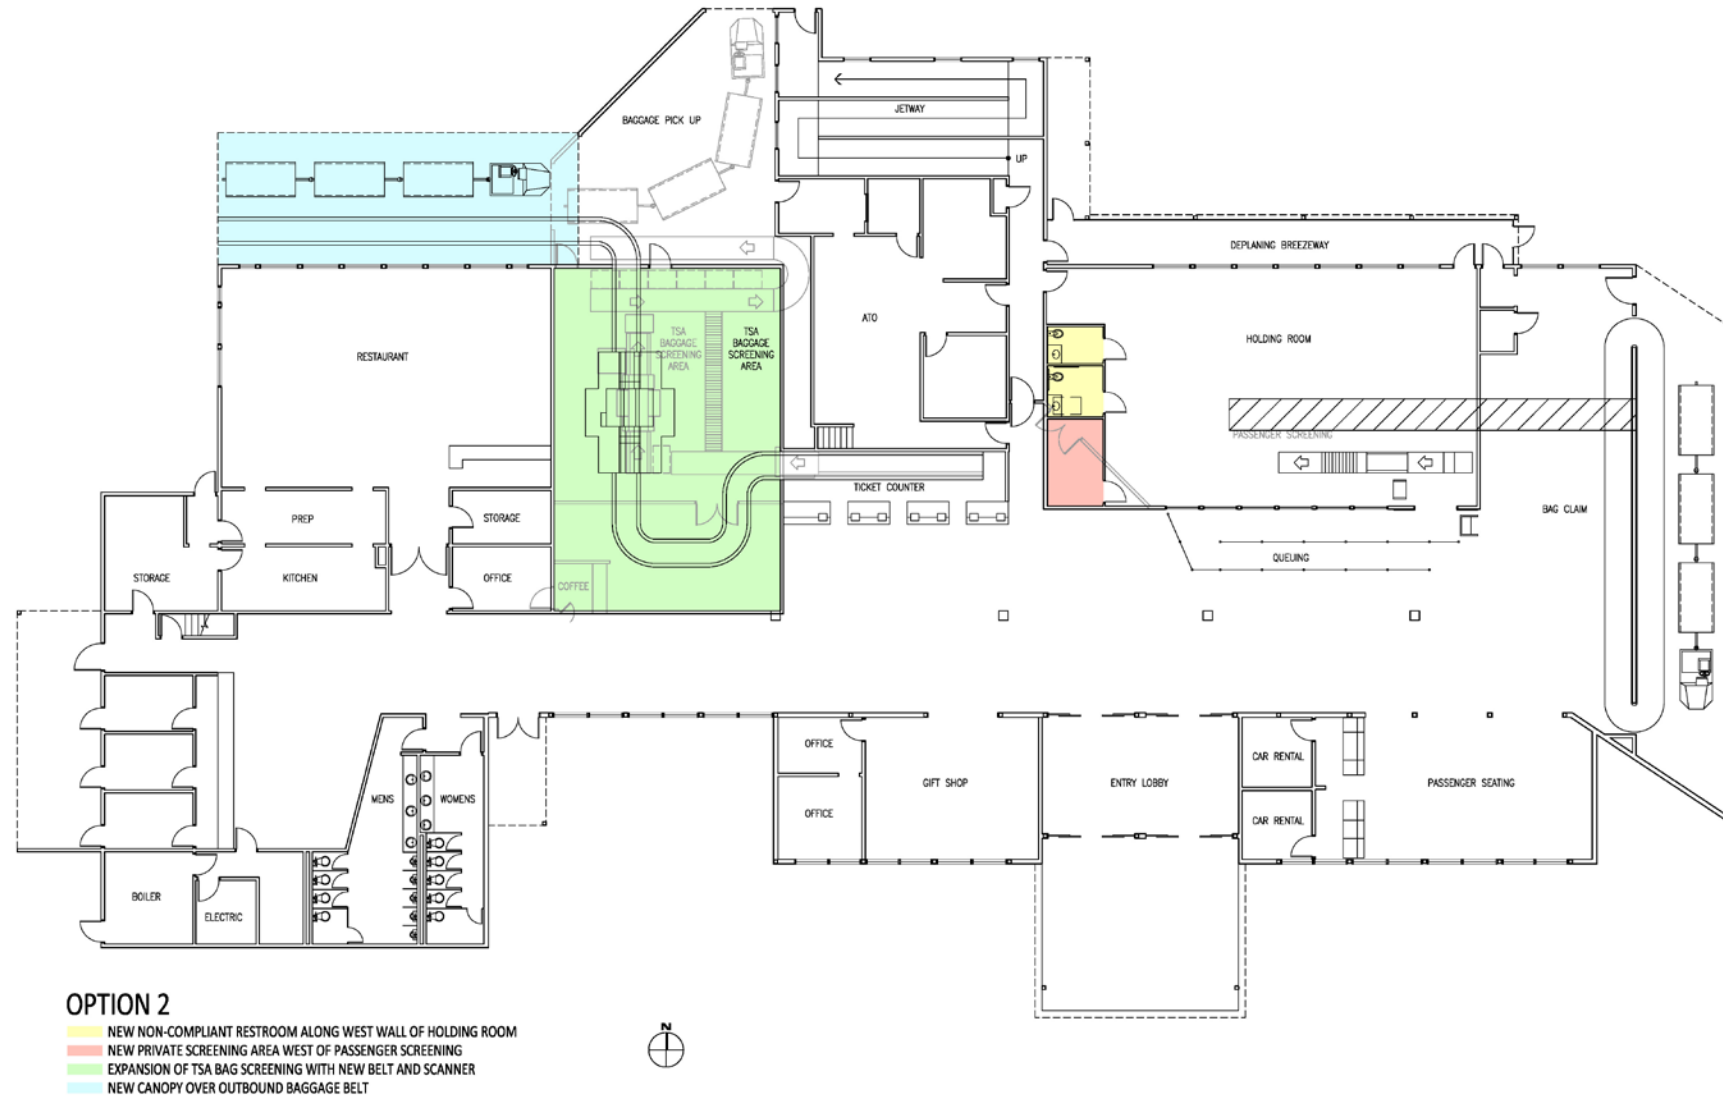 BAGGAGE PICK UP
JETWAY
UP
DEPLANING BREEZEWAY
ATO
HOLDING ROOM
RESTAURANT
TSA
BAGGAGE
SCREENING
AREA
TSA
BAGGAGE
SCREENING
AREA
PASSENGER SCREENING
TICKET COUNTER
BAG CLAIM
PREP
STORAGE
QUEUING
STORAGE
KITCHEN
OFFICE
COFFEE
OFFICE
GIFT SHOP
ENTRY LOBBY
CAR RENTAL
PASSENGER SEATING
MENS
WOMENS
OFFICE
CAR RENTAL
BOILER
ELECTRIC
OPTION 2
NEW NON-COMPLIANT RESTROOM ALONG WEST WALL OF HOLDING ROOM
NEW PRIVATE SCREENING AREA WEST OF PASSENGER SCREENING
EXPANSION OF TSA BAG SCREENING WITH NEW BELT AND SCANNER
NEW CANOPY OVER OUTBOUND BAGGAGE BELT
N